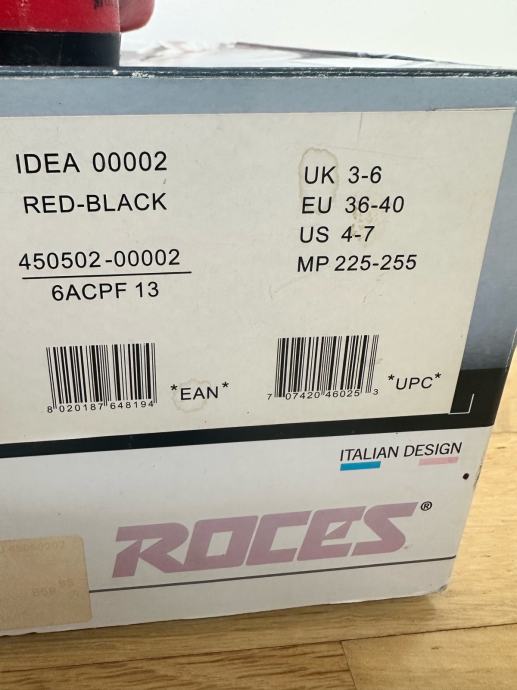 IDEA 00002
RED-BLACK
450502-00002
6ACPF 13
UK 3-6
EU 36-40
US 4-7
MP 225-255
8 020187 648194
*EAN*
7 07420 46025 3
*UPC*
ITALIAN DESIGN
ROCES®